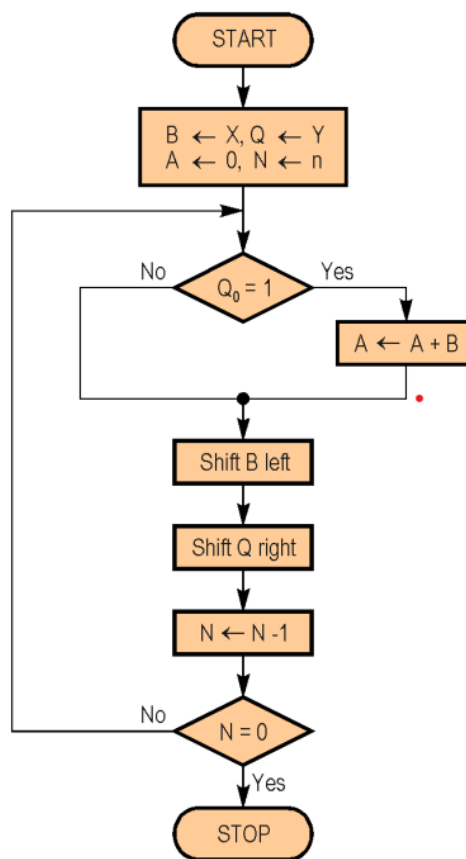 START
B ← X, Q ← Y
A ← 0, N ← n
No
Yes
Q₀ = 1
A ← A + B
Shift B left
Shift Q right
N ← N -1
No
N = 0
Yes
STOP